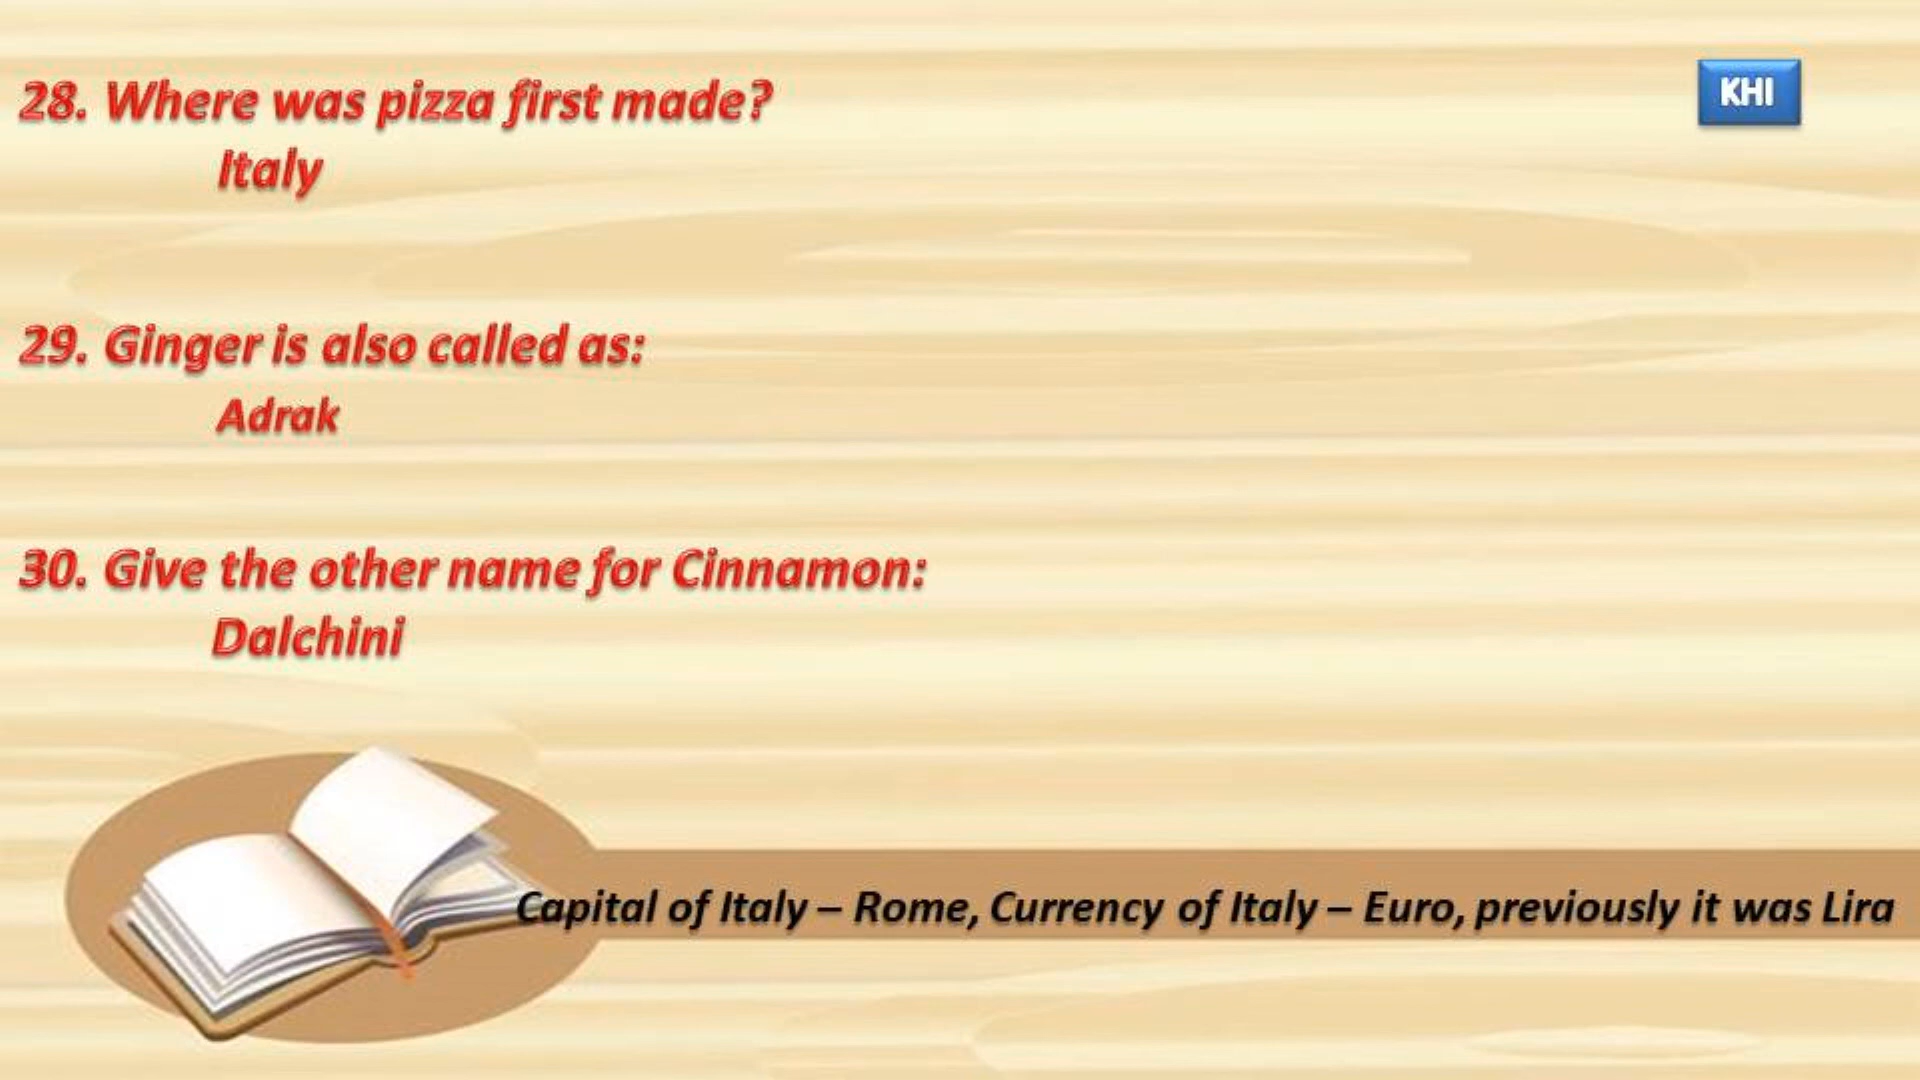 KHI
28. Where was pizza first made?
Italy
29. Ginger is also called as:
Adrak
30. Give the other name for Cinnamon:
Dalchini
Capital of Italy – Rome, Currency of Italy – Euro, previously it was Lira